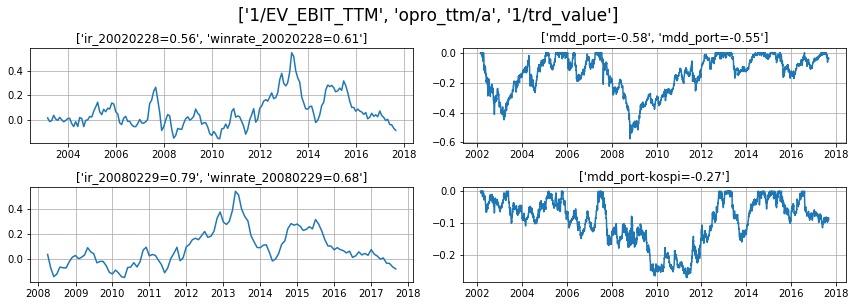 ['1/EV_EBIT_TTM', 'opro_ttm/a', '1/trd_value']
['ir_20020228=0.56', 'winrate_20020228=0.61']
0.4
0.2
0.0
2004 2006 2008 2010 2012 2014 2016 2018
['mdd_port=-0.58', 'mdd_port=-0.55']
0.0
−0.2
−0.4
−0.6
2002 2004 2006 2008 2010 2012 2014 2016 2018
['ir_20080229=0.79', 'winrate_20080229=0.68']
0.4
0.2
0.0
2008 2009 2010 2011 2012 2013 2014 2015 2016 2017 2018
['mdd_port-kospi=-0.27']
0.0
−0.1
−0.2
2002 2004 2006 2008 2010 2012 2014 2016 2018